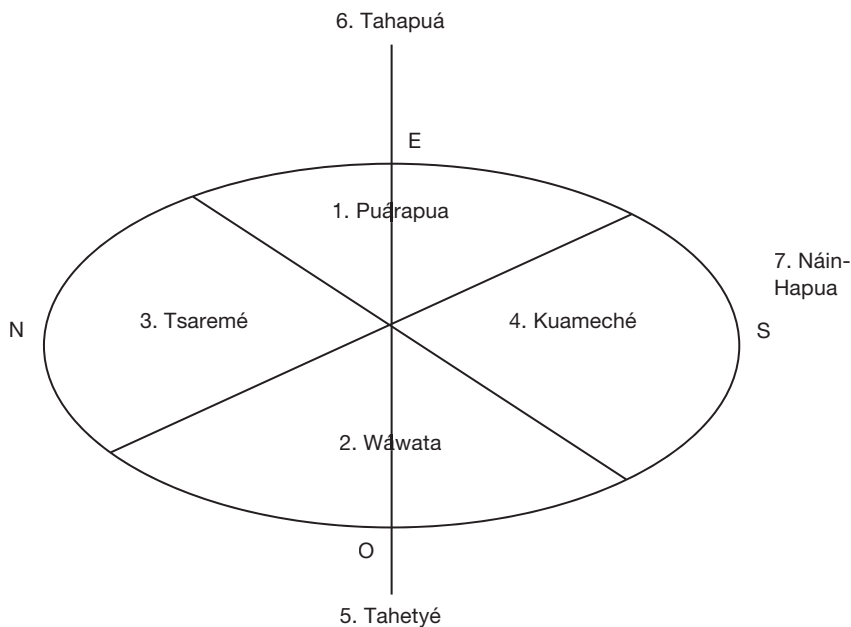 6. Tahapuá
E
1. Puárapua
7. Náin-
Hapua
N
3. Tsaremé
4. Kuameché
S
2. Wáwata
O
5. Tahetyé